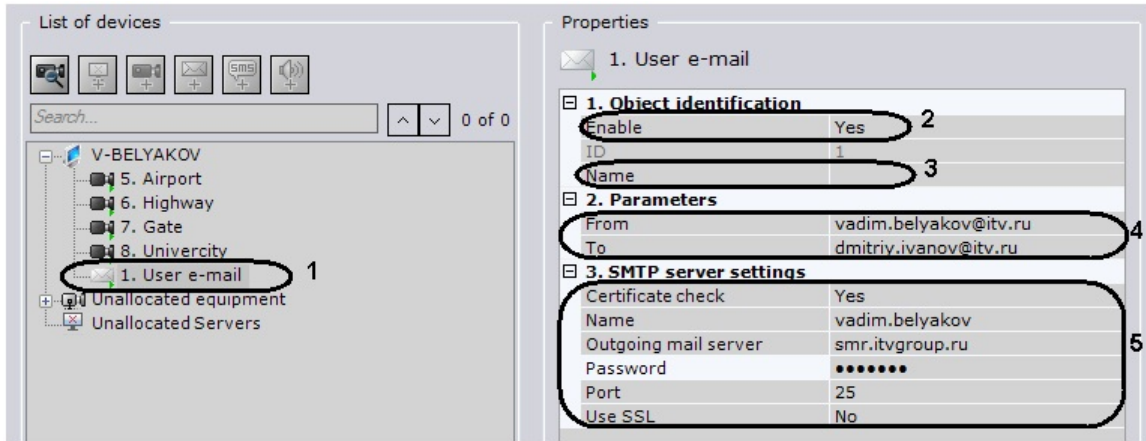 List of devices
sms
Search...
0 of 0
V-BELYAKOV
5. Airport
6. Highway
7. Gate
8. Univercity
1. User e-mail
1
Unallocated equipment
Unallocated Servers
Properties
1. User e-mail
1. Object identification
Enable Yes 2
ID 1
Name 3
2. Parameters
From vadim.belyakov@itv.ru
To dmitriy.ivanov@itv.ru
4
3. SMTP server settings
Certificate check Yes
Name vadim.belyakov
Outgoing mail server smr.itvgroup.ru
5
Password •••••••
Port 25
Use SSL No